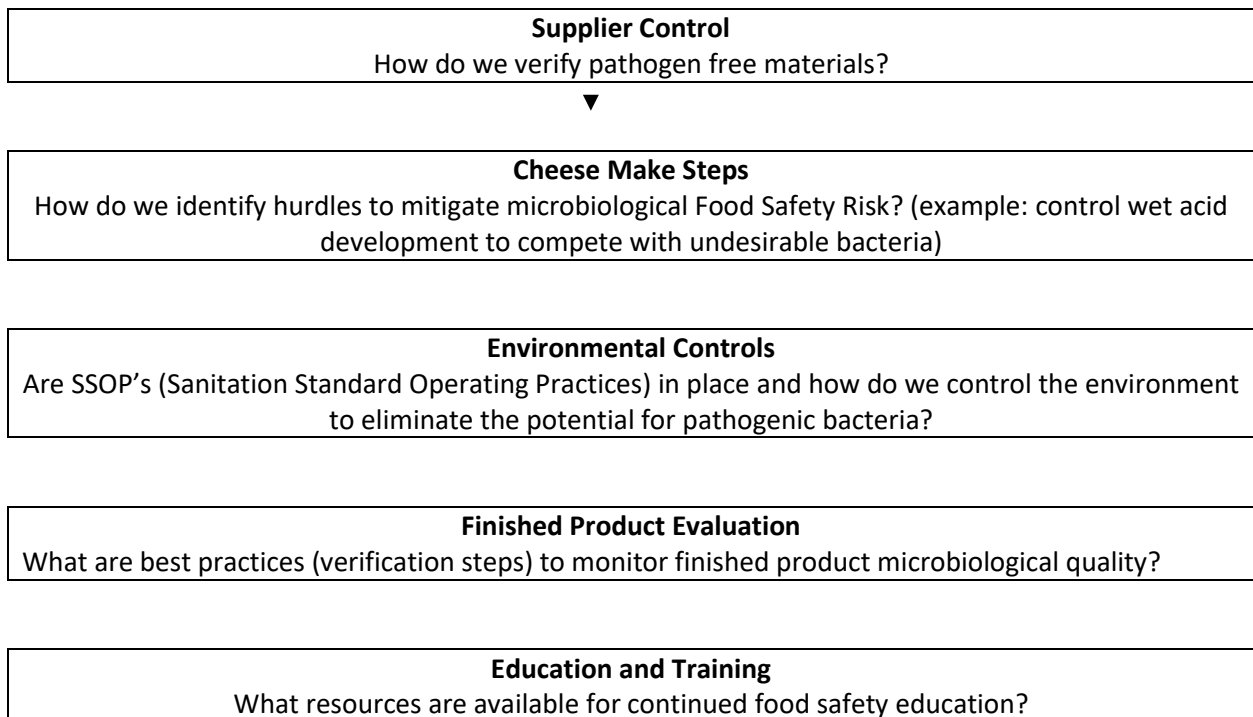 Supplier Control
How do we verify pathogen free materials?
▼
Cheese Make Steps
How do we identify hurdles to mitigate microbiological Food Safety Risk? (example: control wet acid
development to compete with undesirable bacteria)
Environmental Controls
Are SSOP’s (Sanitation Standard Operating Practices) in place and how do we control the environment
to eliminate the potential for pathogenic bacteria?
Finished Product Evaluation
What are best practices (verification steps) to monitor finished product microbiological quality?
Education and Training
What resources are available for continued food safety education?